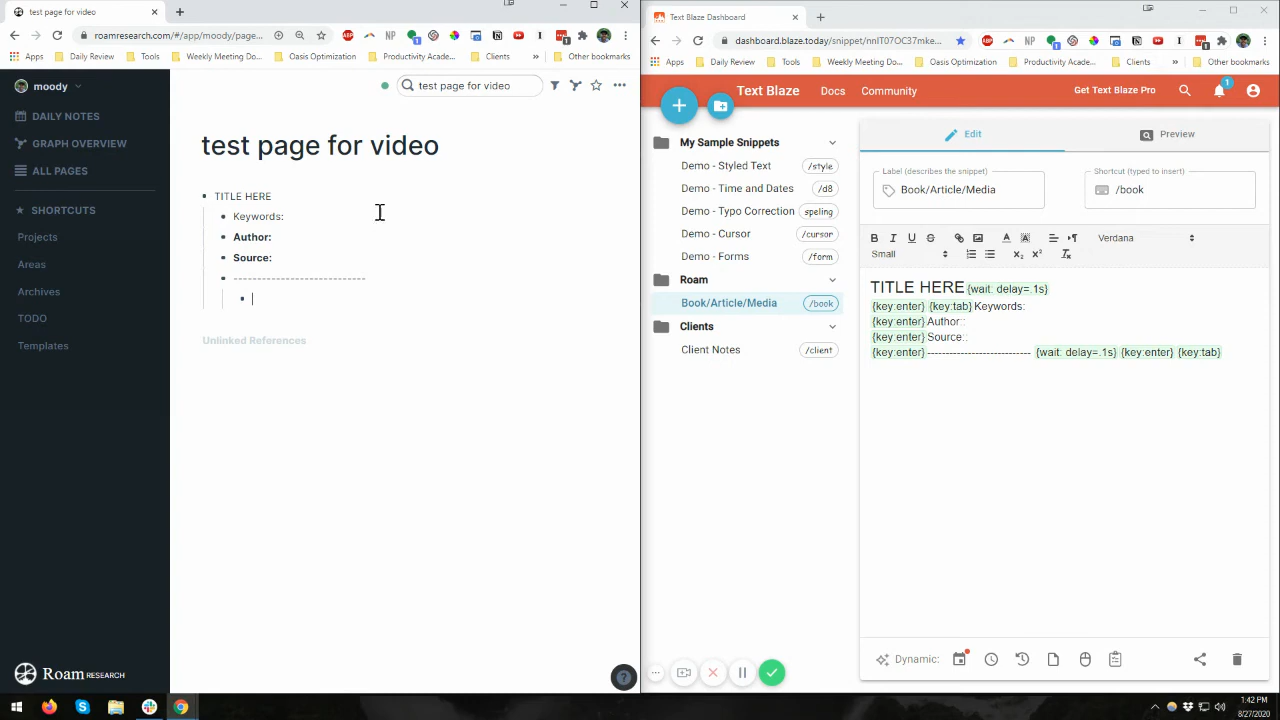 test page for video
roamresearch.com/#/app/moody/page...
Apps Daily Review Tools Weekly Meeting Do... Oasis Optimization Productivity Acade... Clients » Other bookmarks
moody
test page for video
DAILY NOTES
GRAPH OVERVIEW
ALL PAGES
SHORTCUTS
Projects
Areas
Archives
TODO
Templates
test page for video
TITLE HERE
Keywords:
Author:
Source:
----------------------------
Unlinked References
Roam RESEARCH
Text Blaze Dashboard
dashboard.blaze.today/snippet/nnIT07OC37mke...
Apps Daily Review Tools Weekly Meeting Do... Oasis Optimization Productivity Acade... Clients » Other bookmarks
Text Blaze Docs Community Get Text Blaze Pro 1
My Sample Snippets
Demo - Styled Text /style
Demo - Time and Dates /d8
Demo - Typo Correction speling
Demo - Cursor /cursor
Demo - Forms /form
Roam
Book/Article/Media /book
Clients
Client Notes /client
Edit Preview
Label (describes the snippet)
Book/Article/Media
Shortcut (typed to insert)
/book
B I U S A A Verdana
Small X₂ X²
TITLE HERE {wait: delay=.1s}
{key:enter} {key:tab} Keywords:
{key:enter} Author::
{key:enter} Source::
{key:enter} ---------------------------- {wait: delay=.1s} {key:enter} {key:tab}
Dynamic:
1:42 PM
8/27/2020